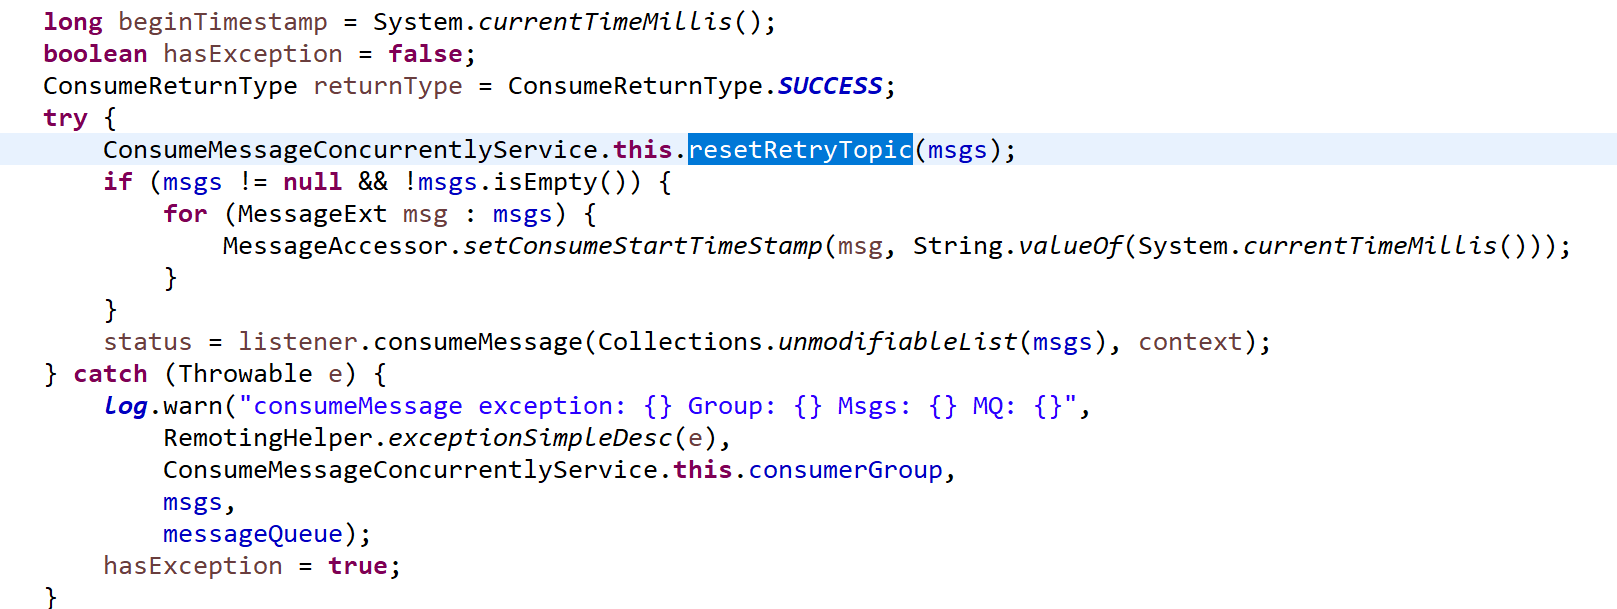 long beginTimestamp = System.currentTimeMillis();
boolean hasException = false;
ConsumeReturnType returnType = ConsumeReturnType.SUCCESS;
try {
    ConsumeMessageConcurrentlyService.this.resetRetryTopic(msgs);
    if (msgs != null && !msgs.isEmpty()) {
        for (MessageExt msg : msgs) {
            MessageAccessor.setConsumeStartTimeStamp(msg, String.valueOf(System.currentTimeMillis()));
        }
    }
    status = listener.consumeMessage(Collections.unmodifiableList(msgs), context);
} catch (Throwable e) {
    log.warn("consumeMessage exception: {} Group: {} Msgs: {} MQ: {}",
        RemotingHelper.exceptionSimpleDesc(e),
        ConsumeMessageConcurrentlyService.this.consumerGroup,
        msgs,
        messageQueue);
    hasException = true;
}